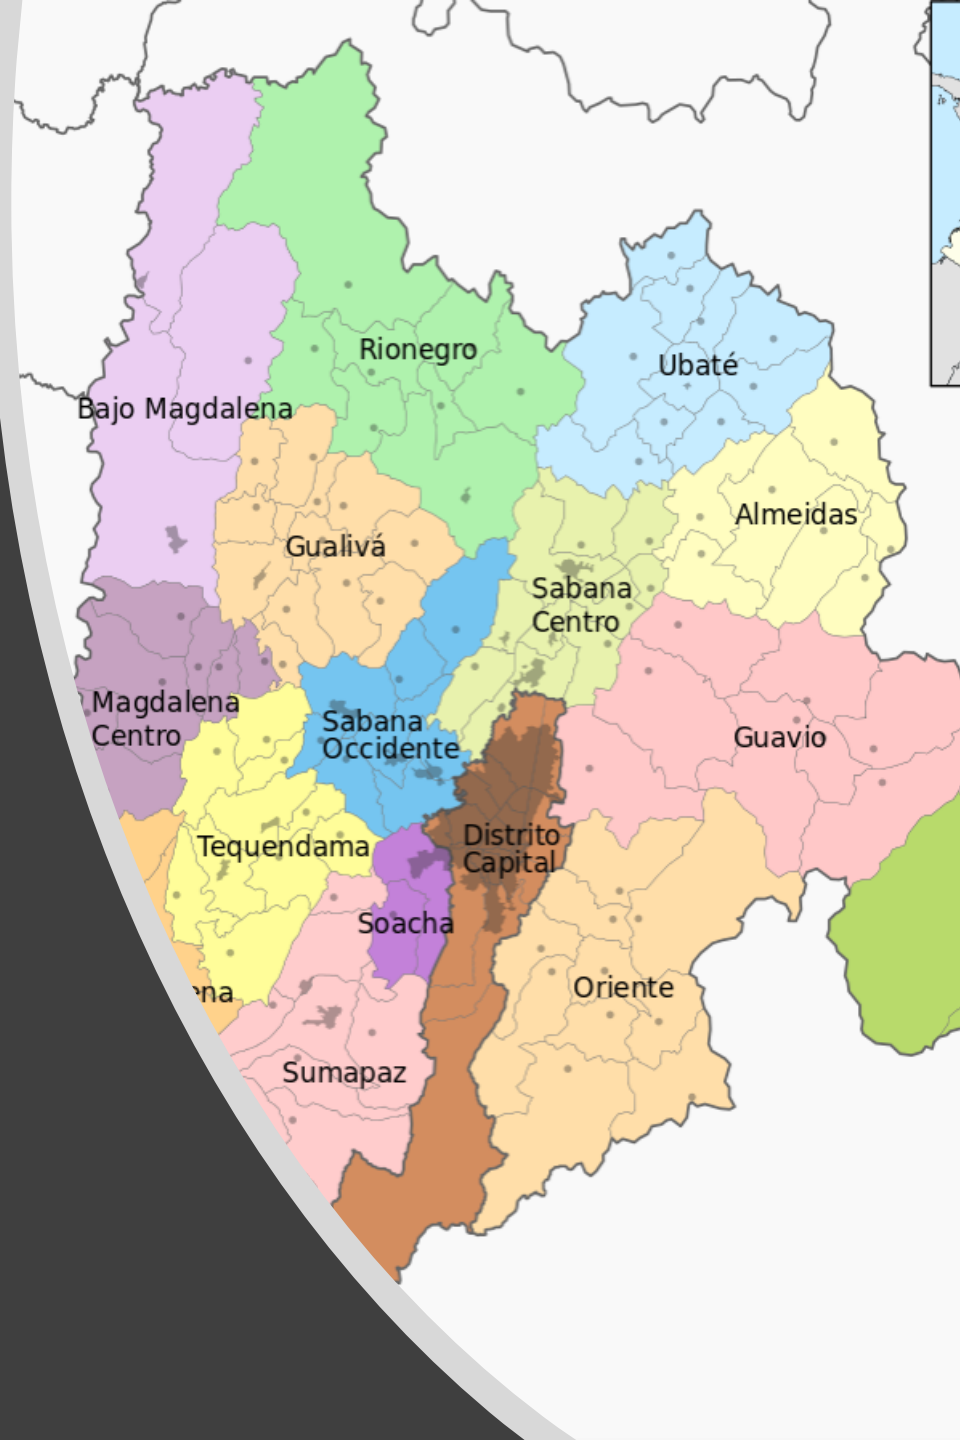 Rionegro
Ubaté
Bajo Magdalena
Almeidas
Gualivá
Sabana
Centro
Magdalena
Centro
Sabana
Occidente
Guavio
Distrito
Capital
Tequendama
Soacha
Oriente
ena
Sumapaz